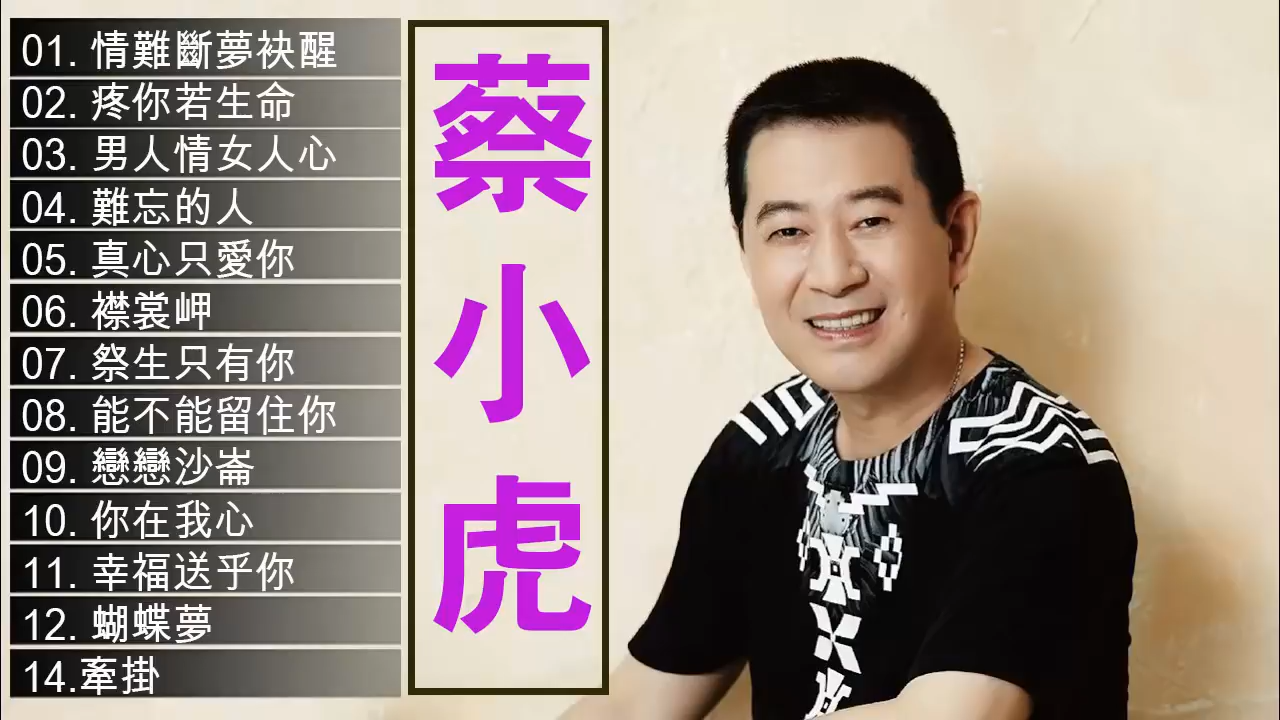 01. 情難斷夢袂醒
02. 疼你若生命
03. 男人情女人心
04. 難忘的人
05. 真心只愛你
06. 襟裳岬
07. 祭生只有你
08. 能不能留住你
09. 戀戀沙崙
10. 你在我心
11. 幸福送乎你
12. 蝴蝶夢
14.牽掛
蔡小虎